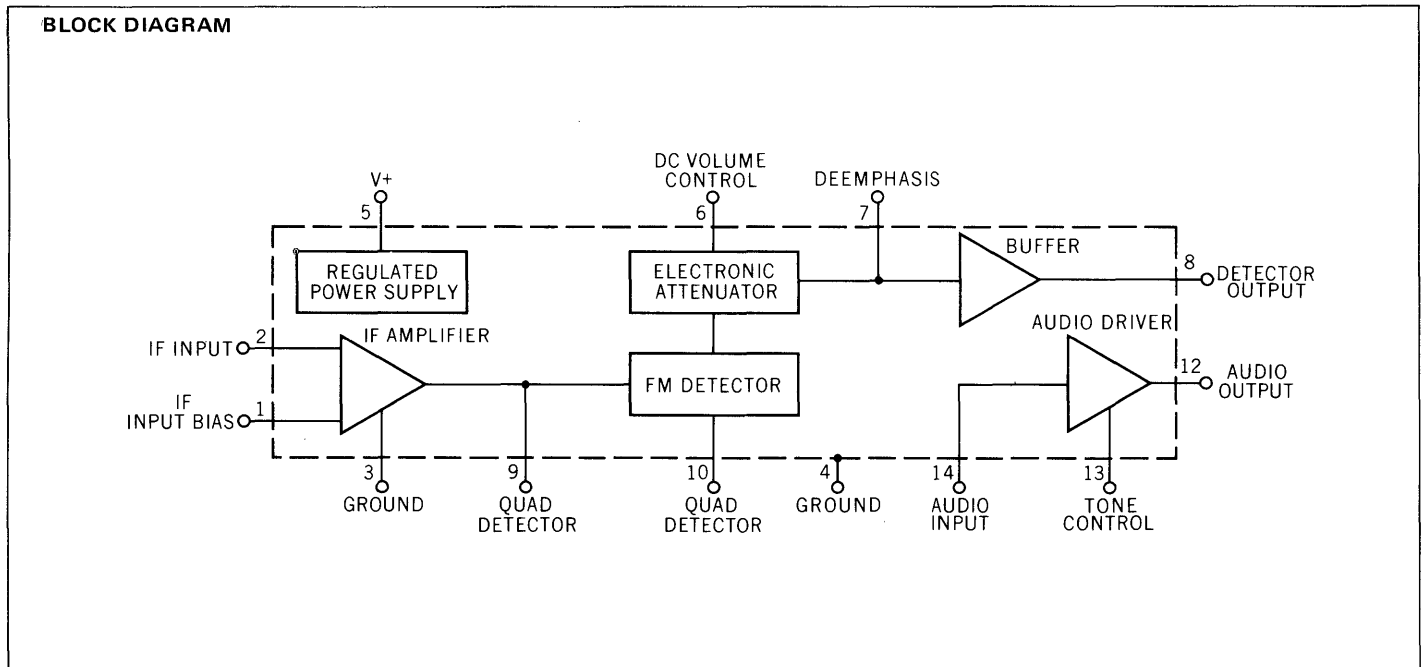 BLOCK DIAGRAM
DC VOLUME
CONTROL
V+
DEEMPHASIS
5
6
7
REGULATED
POWER SUPPLY
ELECTRONIC
ATTENUATOR
BUFFER
8
DETECTOR
OUTPUT
IF INPUT
2
IF AMPLIFIER
AUDIO DRIVER
FM DETECTOR
12
AUDIO
OUTPUT
IF
INPUT BIAS
1
3
GROUND
9
QUAD
DETECTOR
10
QUAD
DETECTOR
4
GROUND
14
AUDIO
INPUT
13
TONE
CONTROL